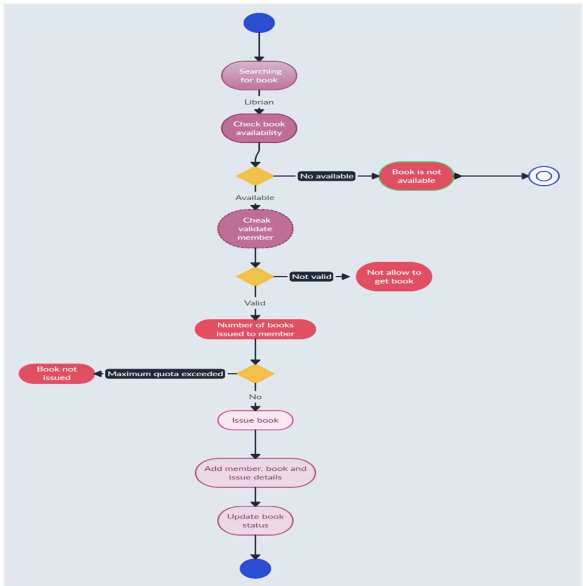 Searching
for book
Librian
Check book
availability
No available
Book is not
available
Available
Cheak
validate
member
Not valid
Not allow to
get book
Valid
Number of books
issued to member
Book not
issued
Maximum quota exceeded
No
Issue book
Add member, book and
issue details
Update book
status